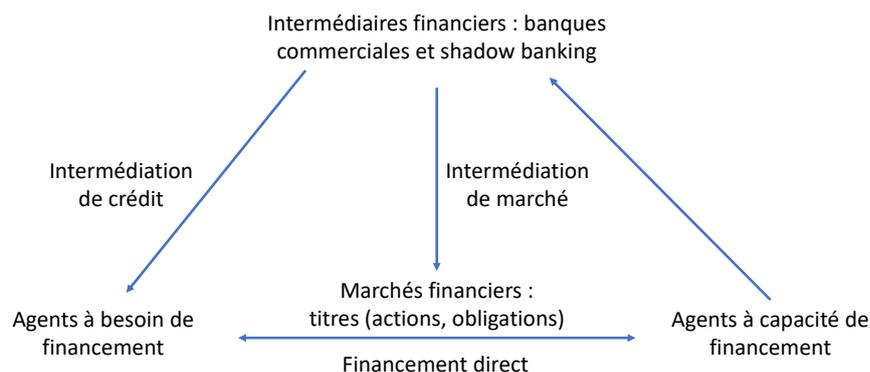 Intermédiaires financiers : banques
commerciales et shadow banking
Intermédiation
de crédit
Intermédiation
de marché
Marchés financiers :
titres (actions, obligations)
Agents à besoin de
financement
Agents à capacité de
financement
Financement direct